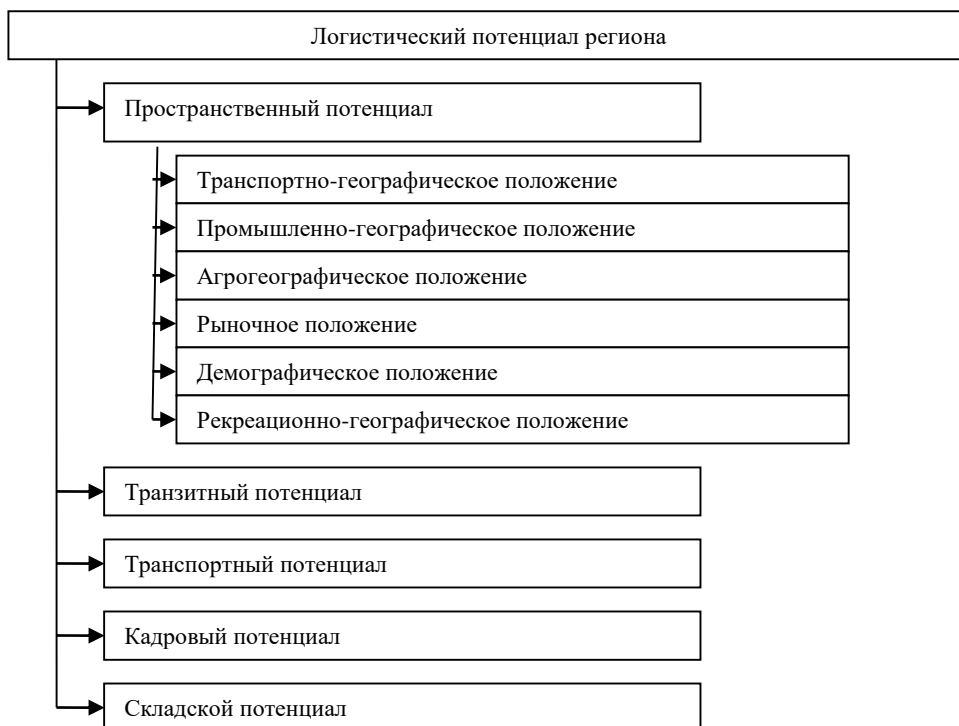 Логистический потенциал региона
Пространственный потенциал
Транспортно-географическое положение
Промышленно-географическое положение
Агрогеографическое положение
Рыночное положение
Демографическое положение
Рекреационно-географическое положение
Транзитный потенциал
Транспортный потенциал
Кадровый потенциал
Складской потенциал